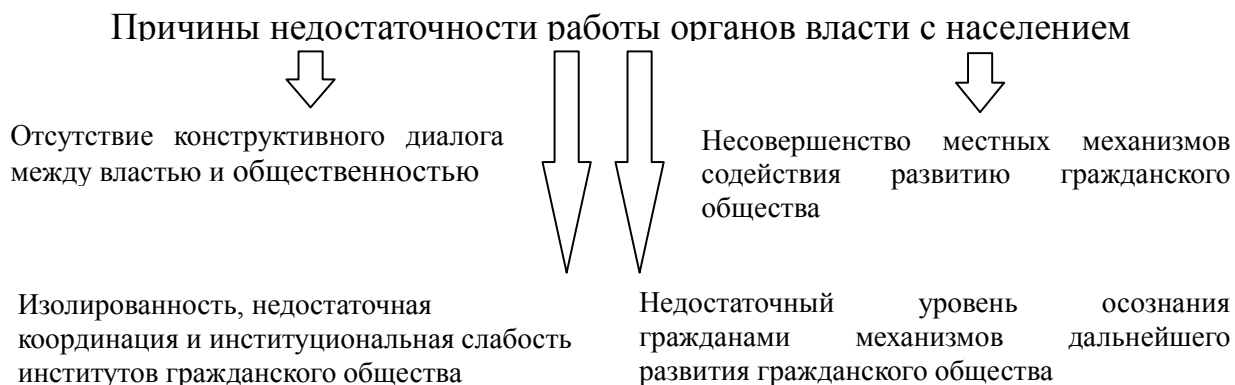 Причины недостаточности работы органов власти с населением
Отсутствие конструктивного диалога
между властью и общественностью
Несовершенство местных механизмов
содействия развитию гражданского
общества
Изолированность, недостаточная
координация и институциональная слабость
институтов гражданского общества
Недостаточный уровень осознания
гражданами механизмов дальнейшего
развития гражданского общества